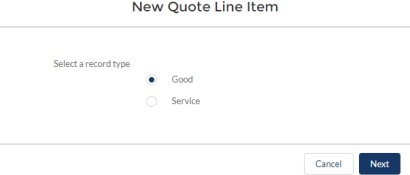 New Quote Line Item
Select a record type
Good
Service
Cancel Next